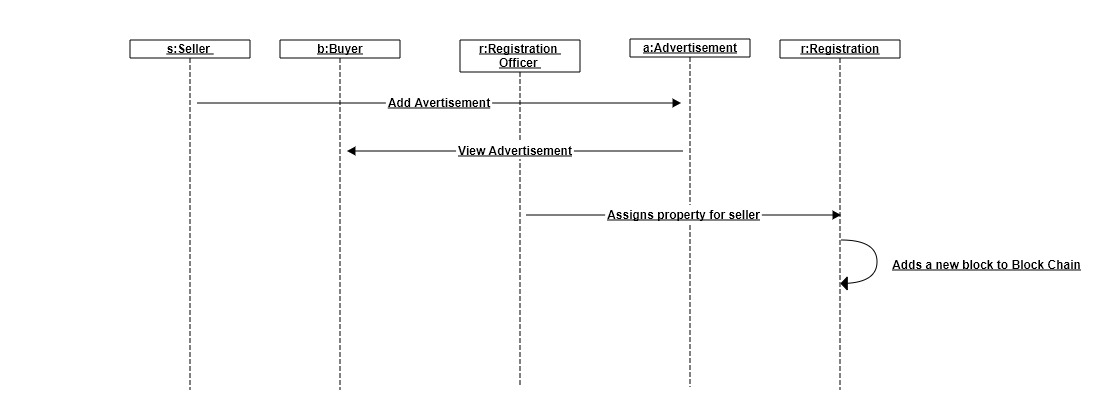 s:Seller
b:Buyer
r:Registration
Officer
a:Advertisement
r:Registration
Add Avertisement
View Advertisement
Assigns property for seller
Adds a new block to Block Chain